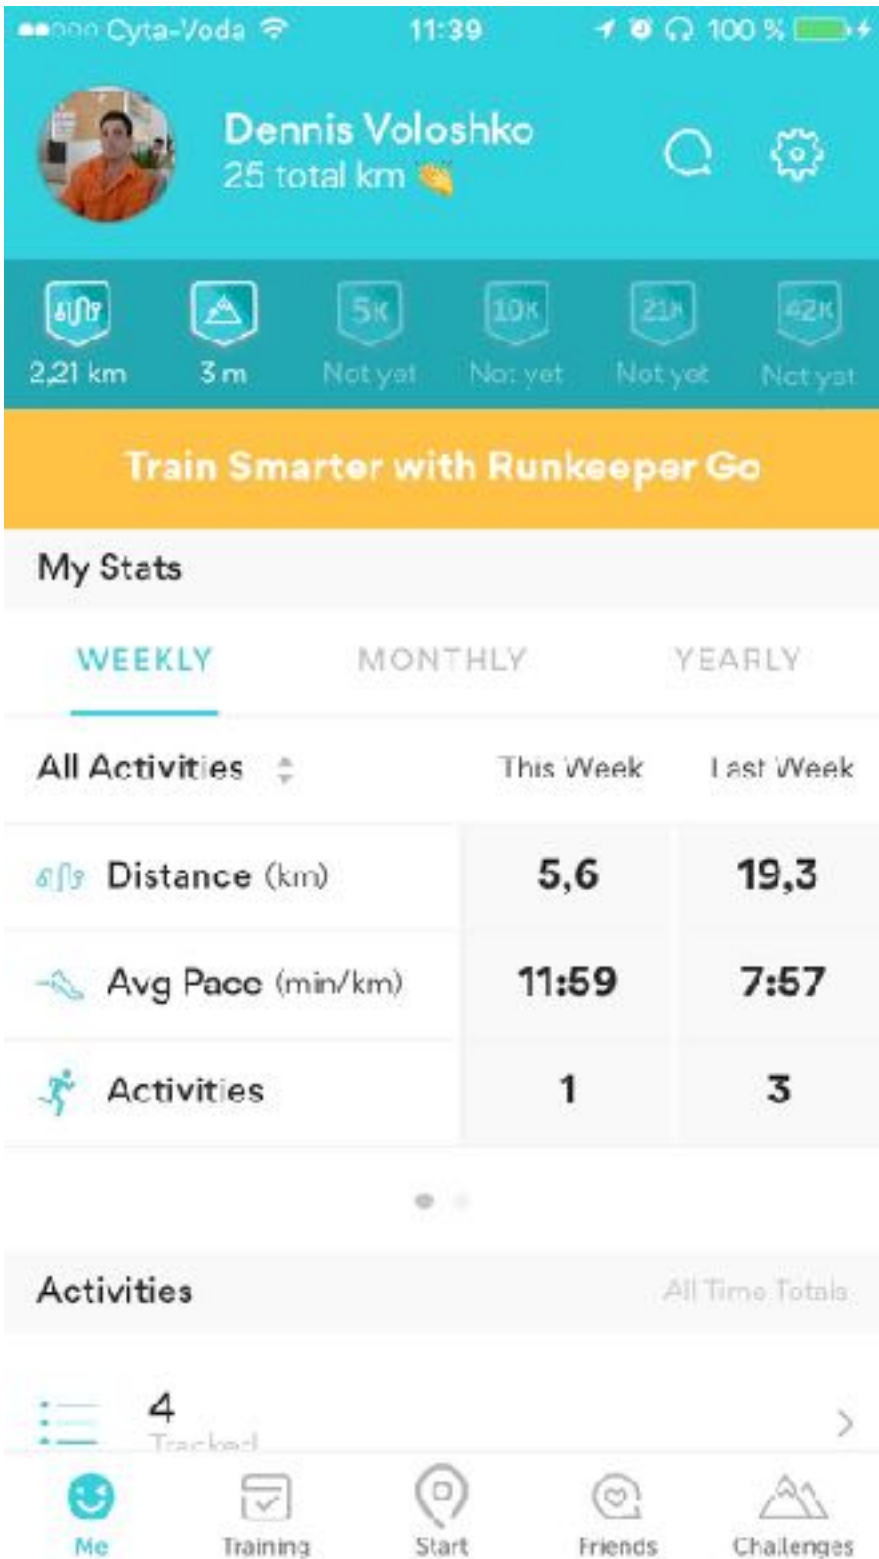 Cyta-Voda 11:39 100 %
Dennis Voloshko
25 total km 👏
5K 10K 21K 42K
2,21 km 3 m Not yet Not yet Not yet Not yet
Train Smarter with Runkeeper Go
My Stats
WEEKLY MONTHLY YEARLY
All Activities This Week Last Week
Distance (km) 5,6 19,3
Avg Pace (min/km) 11:59 7:57
Activities 1 3
Activities All Time Totals
4
Tracked
Me Training Start Friends Challenges